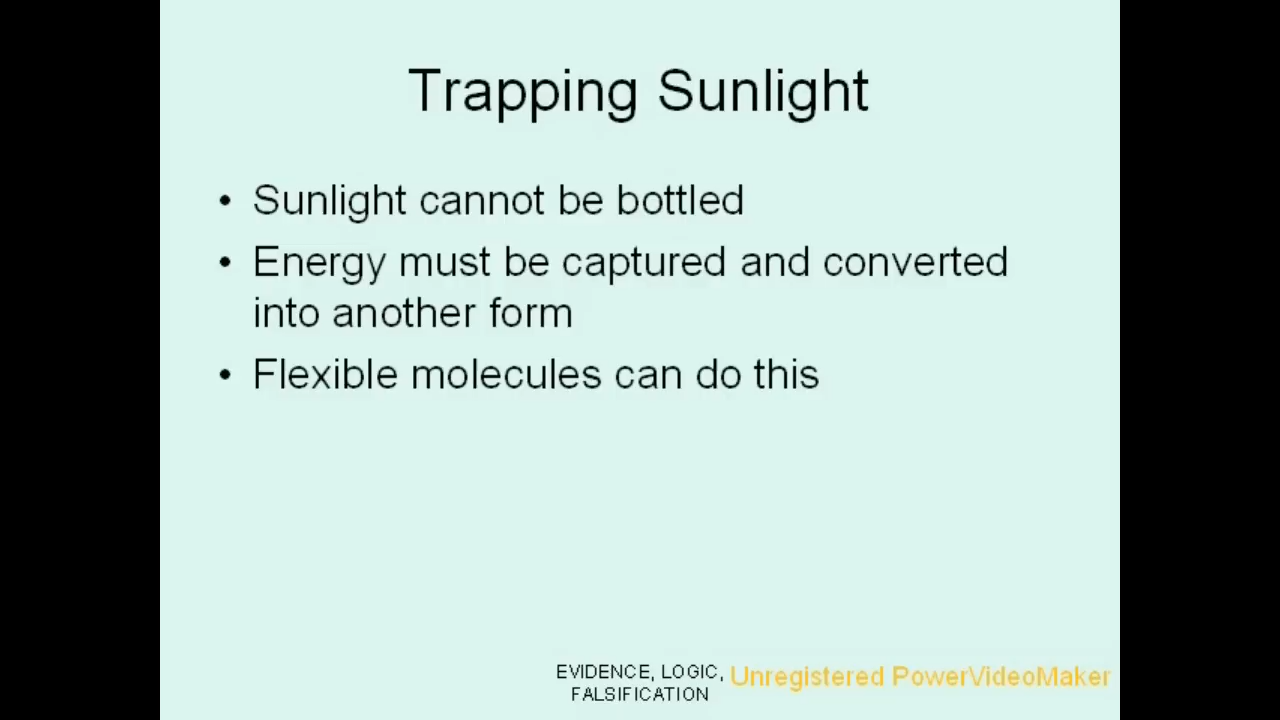 Trapping Sunlight
• Sunlight cannot be bottled
• Energy must be captured and converted
into another form
• Flexible molecules can do this
EVIDENCE, LOGIC,
FALSIFICATION
Unregistered PowerVideoMaker